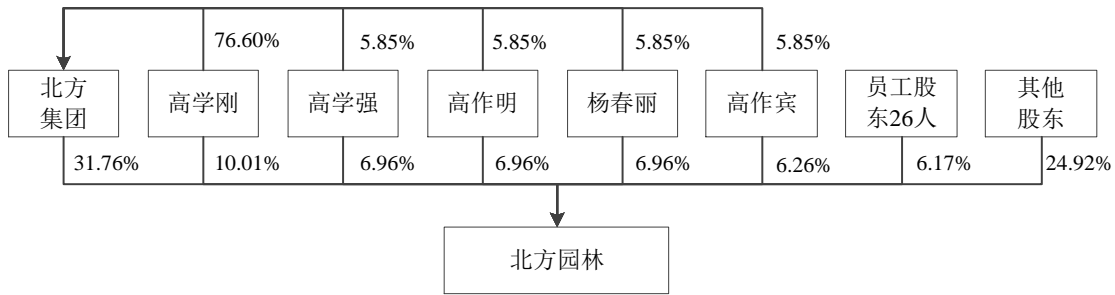 76.60%
5.85%
5.85%
5.85%
5.85%
北方
集团
高学刚
高学强
高作明
杨春丽
高作宾
员工股
东26人
其他
股东
31.76%
10.01%
6.96%
6.96%
6.96%
6.26%
6.17%
24.92%
北方园林